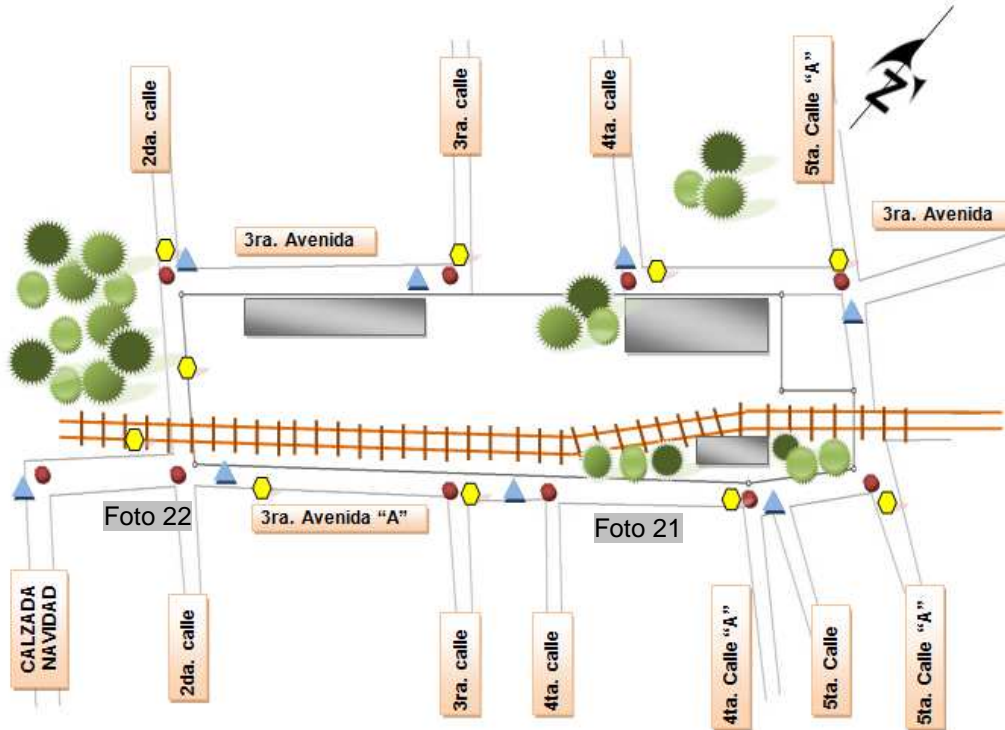 2da. calle
3ra. calle
4ta. calle
5ta. Calle “A”
N
3ra. Avenida
3ra. Avenida
Foto 22
3ra. Avenida “A”
Foto 21
CALZADA
NAVIDAD
2da. calle
3ra. calle
4ta. calle
4ta. Calle “A”
5ta. Calle
5ta. Calle “A”